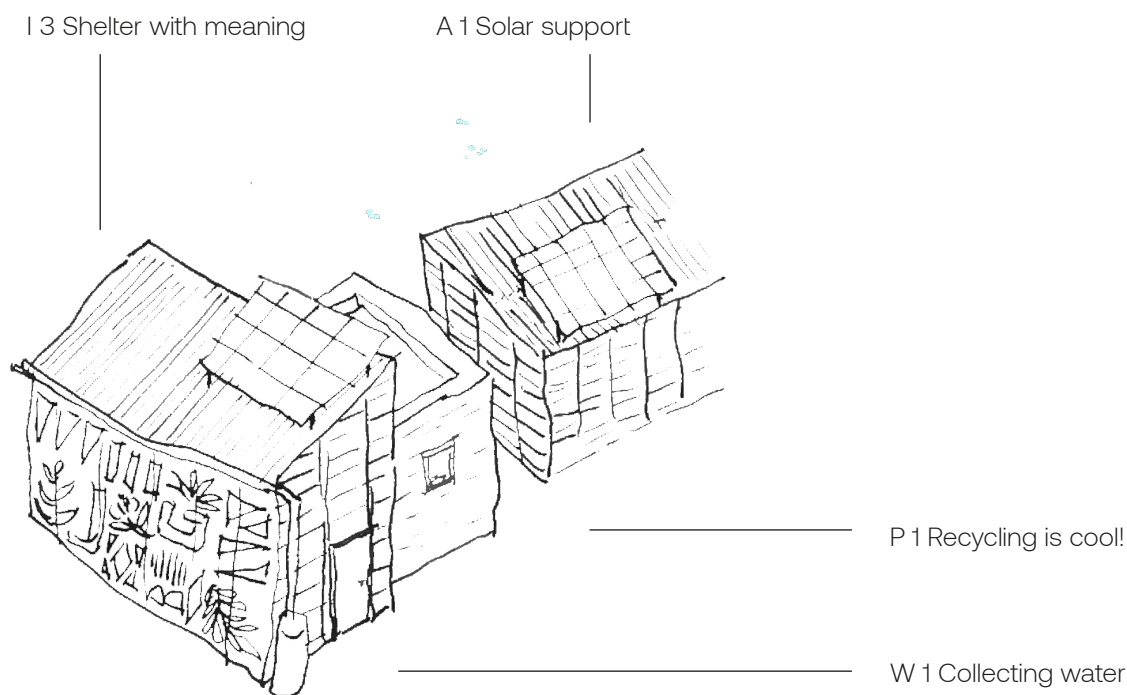 I 3 Shelter with meaning
A 1 Solar support
P 1 Recycling is cool!
W 1 Collecting water